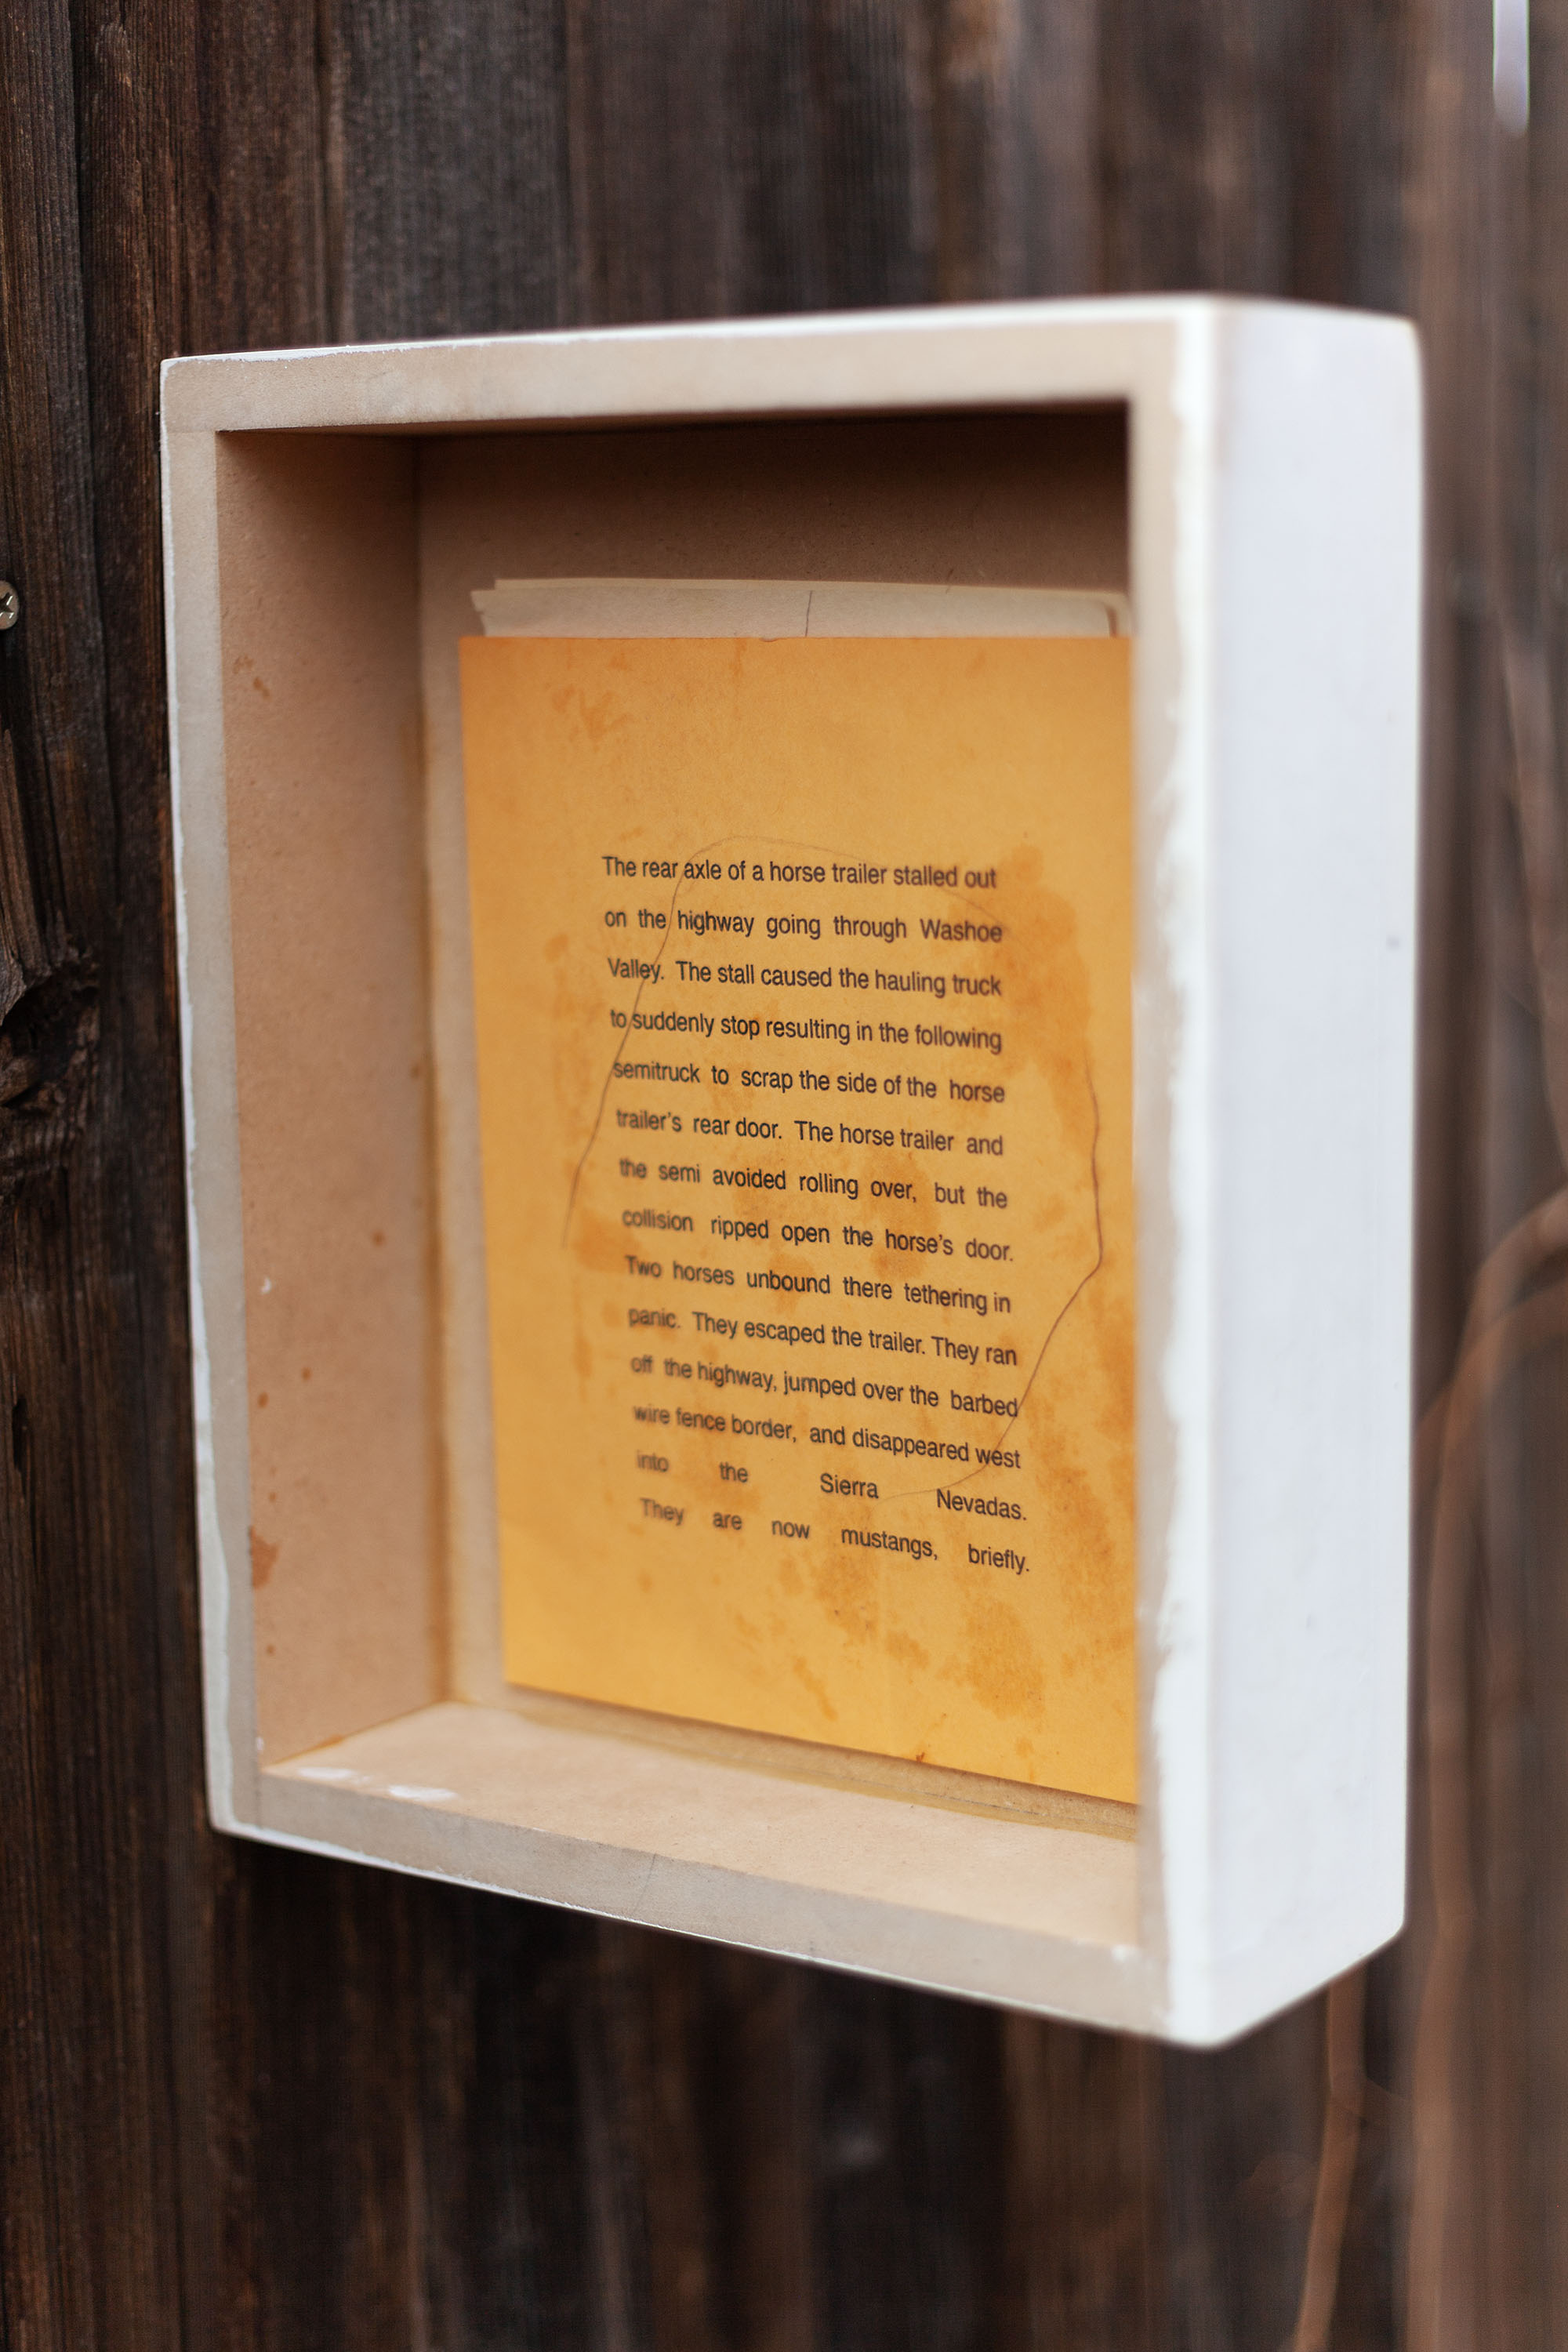 The rear axle of a horse trailer stalled out
on the highway going through Washoe
Valley. The stall caused the hauling truck
to suddenly stop resulting in the following
semitruck to scrap the side of the horse
trailer's rear door. The horse trailer and
the semi avoided rolling over, but the
collision ripped open the horse's door.
Two horses unbound there tethering in
panic. They escaped the trailer. They ran
off the highway, jumped over the barbed
wire fence border, and disappeared west
into the Sierra Nevadas.
They are now mustangs, briefly.